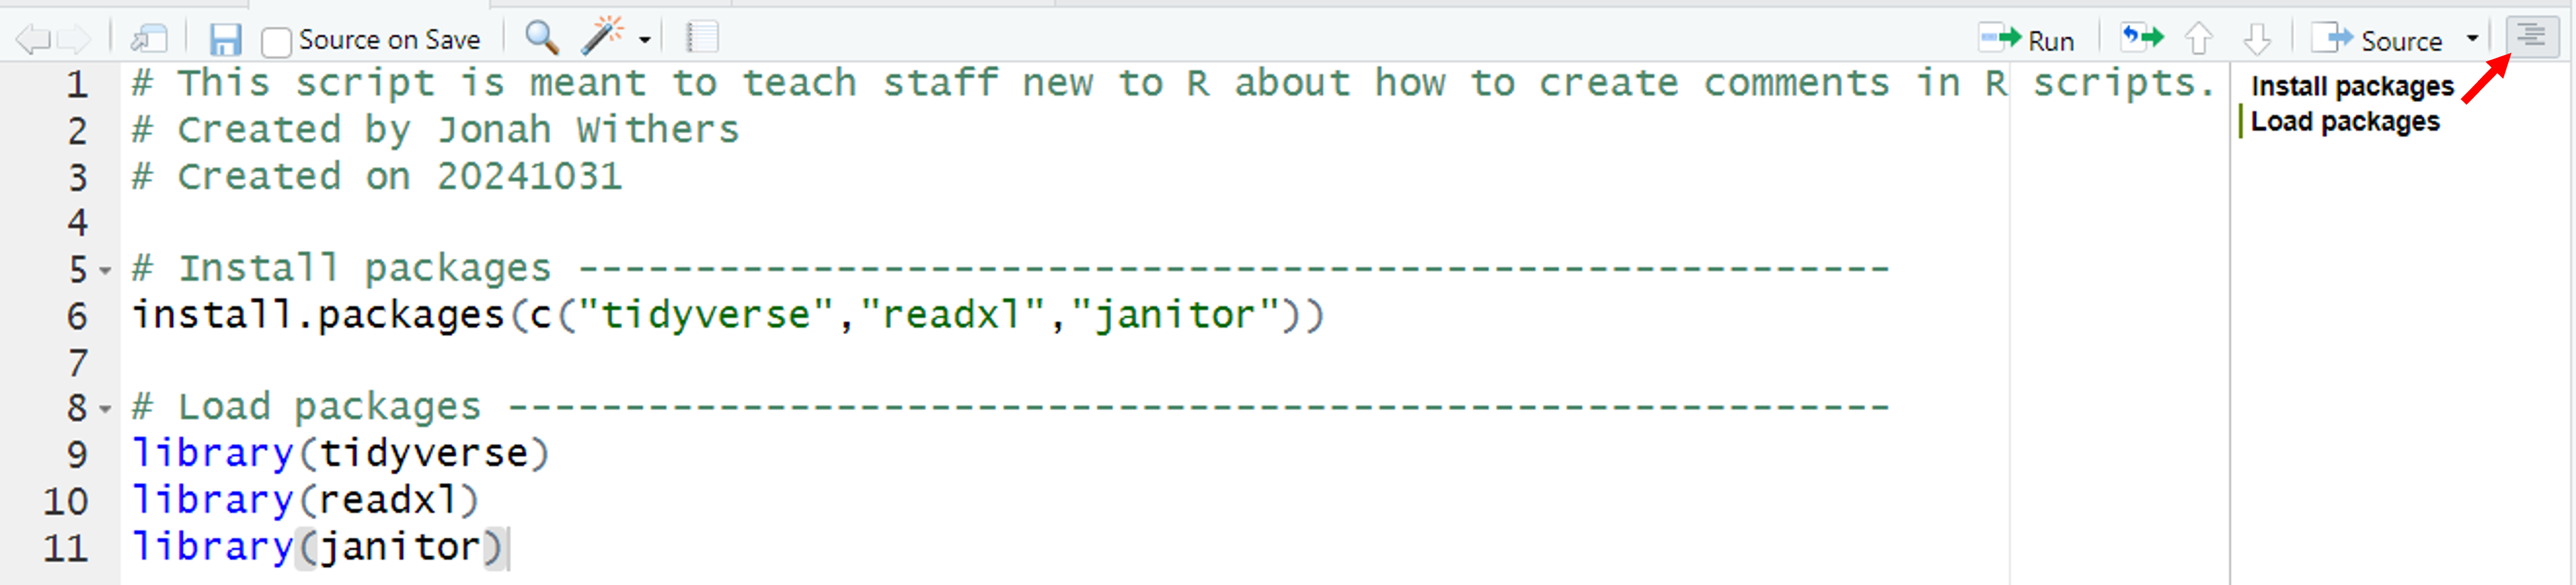 Source on Save Run Source
1 # This script is meant to teach staff new to R about how to create comments in R scripts.
2 # Created by Jonah Withers
3 # Created on 20241031
4
5 # Install packages --------------------------------------------------------
6 install.packages(c("tidyverse","readxl","janitor"))
7
8 # Load packages -----------------------------------------------------------
9 library(tidyverse)
10 library(readxl)
11 library(janitor)
Install packages
Load packages